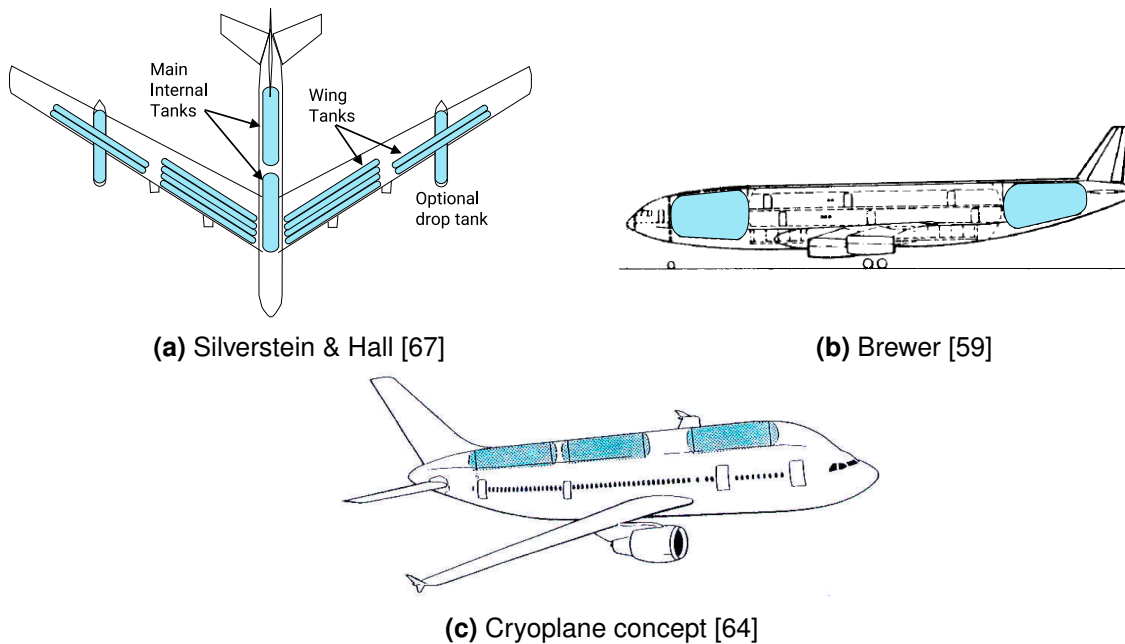 Main
Internal
Tanks
Wing
Tanks
Optional
drop tank
(a) Silverstein & Hall [67]
(b) Brewer [59]
(c) Cryoplane concept [64]